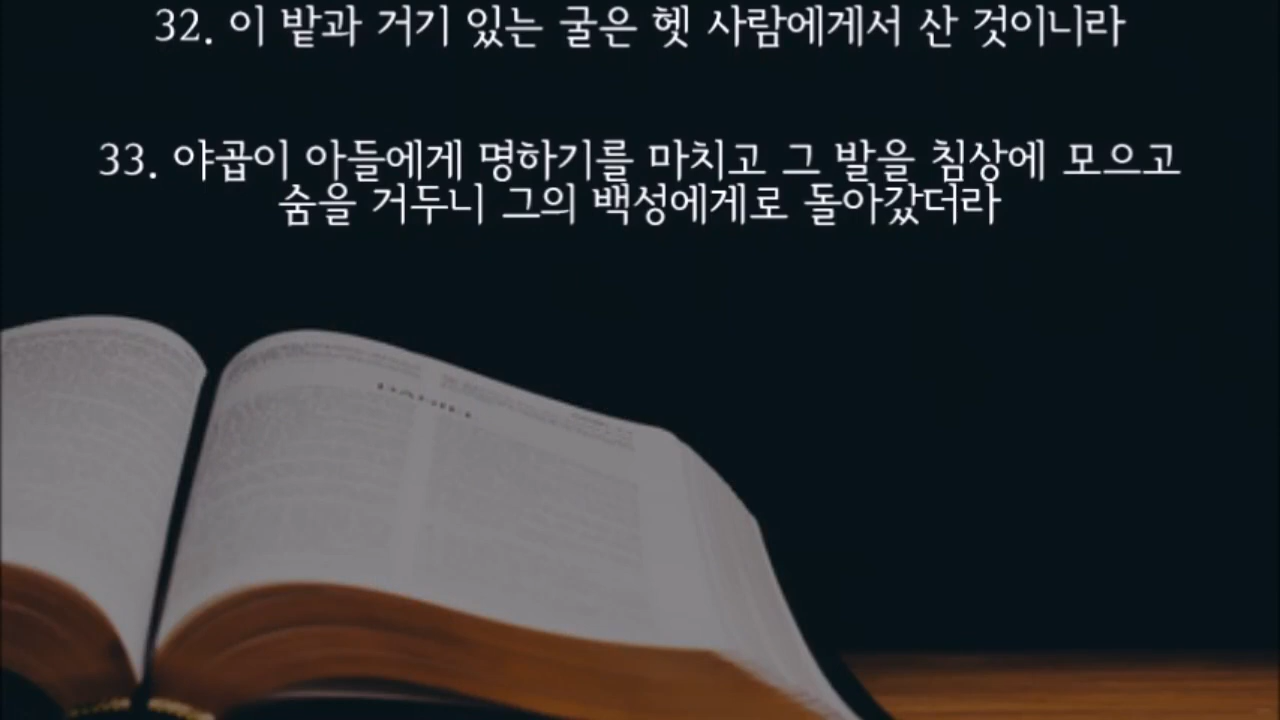 32. 이 밭과 거기 있는 굴은 헷 사람에게서 산 것이니라
33. 야곱이 아들에게 명하기를 마치고 그 발을 침상에 모으고
숨을 거두니 그의 백성에게로 돌아갔더라